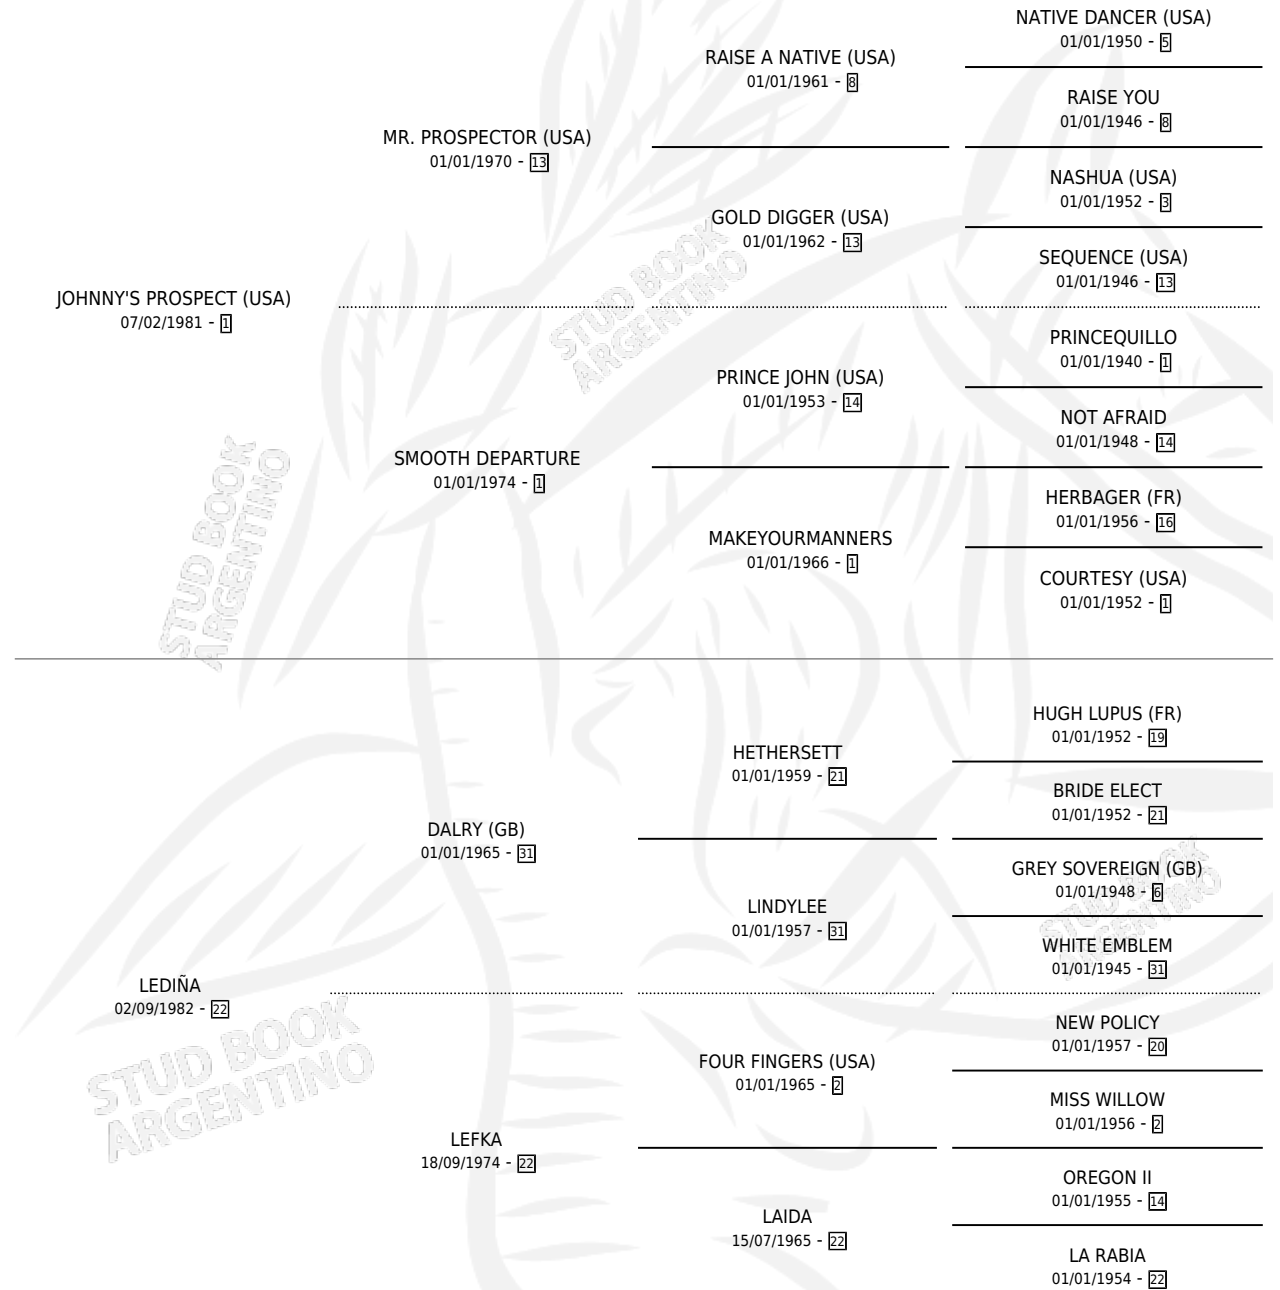 NATIVE DANCER (USA)
01/01/1950 - 5
RAISE A NATIVE (USA)
01/01/1961 - 8
RAISE YOU
01/01/1946 - 8
MR. PROSPECTOR (USA)
01/01/1970 - 13
NASHUA (USA)
01/01/1952 - 3
GOLD DIGGER (USA)
01/01/1962 - 13
SEQUENCE (USA)
01/01/1946 - 13
JOHNNY'S PROSPECT (USA)
07/02/1981 - 1
PRINCEQUILLO
01/01/1940 - 1
PRINCE JOHN (USA)
01/01/1953 - 14
NOT AFRAID
01/01/1948 - 14
SMOOTH DEPARTURE
01/01/1974 - 1
HERBAGER (FR)
01/01/1956 - 16
MAKEYOURMANNERS
01/01/1966 - 1
COURTESY (USA)
01/01/1952 - 1
HUGH LUPUS (FR)
01/01/1952 - 19
HETHERSETT
01/01/1959 - 21
BRIDE ELECT
01/01/1952 - 21
DALRY (GB)
01/01/1965 - 31
GREY SOVEREIGN (GB)
01/01/1948 - 6
LINDYLEE
01/01/1957 - 31
WHITE EMBLEM
01/01/1945 - 31
LEDIÑA
02/09/1982 - 22
NEW POLICY
01/01/1957 - 20
FOUR FINGERS (USA)
01/01/1965 - 2
MISS WILLOW
01/01/1956 - 2
LEFKA
18/09/1974 - 22
OREGON II
01/01/1955 - 14
LAIDA
15/07/1965 - 22
LA RABIA
01/01/1954 - 22
STUD BOOK
ARGENTINO
STUD BOOK
ARGENTINO
STUD BOOK
ARGENTINO
STUD BOOK
ARGENTINO